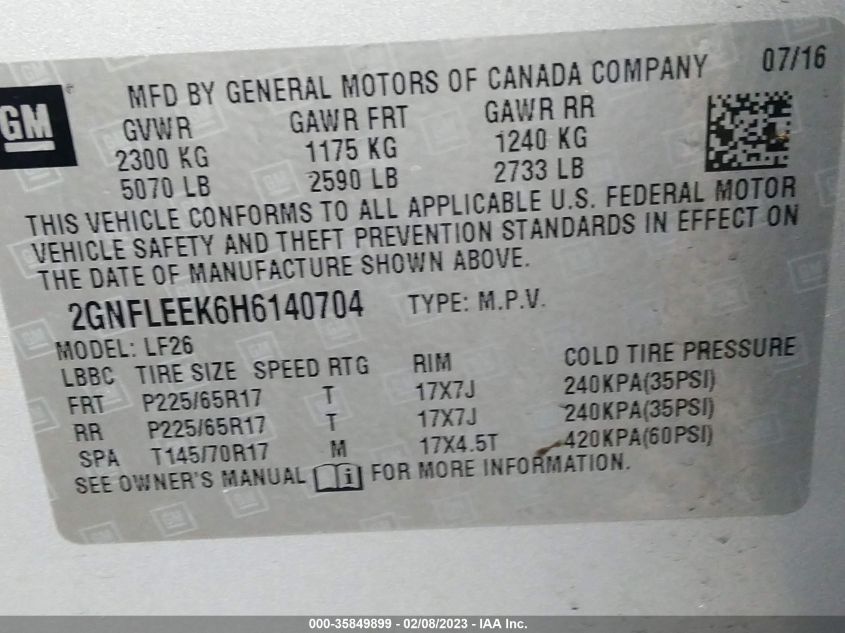 GM ®
MFD BY GENERAL MOTORS OF CANADA COMPANY 07/16
GVWR GAWR FRT GAWR RR
2300 KG 1175 KG 1240 KG
5070 LB 2590 LB 2733 LB
THIS VEHICLE CONFORMS TO ALL APPLICABLE U.S. FEDERAL MOTOR
VEHICLE SAFETY AND THEFT PREVENTION STANDARDS IN EFFECT ON
THE DATE OF MANUFACTURE SHOWN ABOVE.
2GNFLEEK6H6140704 TYPE: M.P.V.
MODEL: LF26
LBBC TIRE SIZE SPEED RTG RIM COLD TIRE PRESSURE
FRT P225/65R17 T 17X7J 240KPA(35PSI)
RR P225/65R17 T 17X7J 240KPA(35PSI)
SPA T145/70R17 M 17X4.5T 420KPA(60PSI)
SEE OWNER'S MANUAL i FOR MORE INFORMATION.
000-35849899 — 02/08/2023 — IAA Inc.